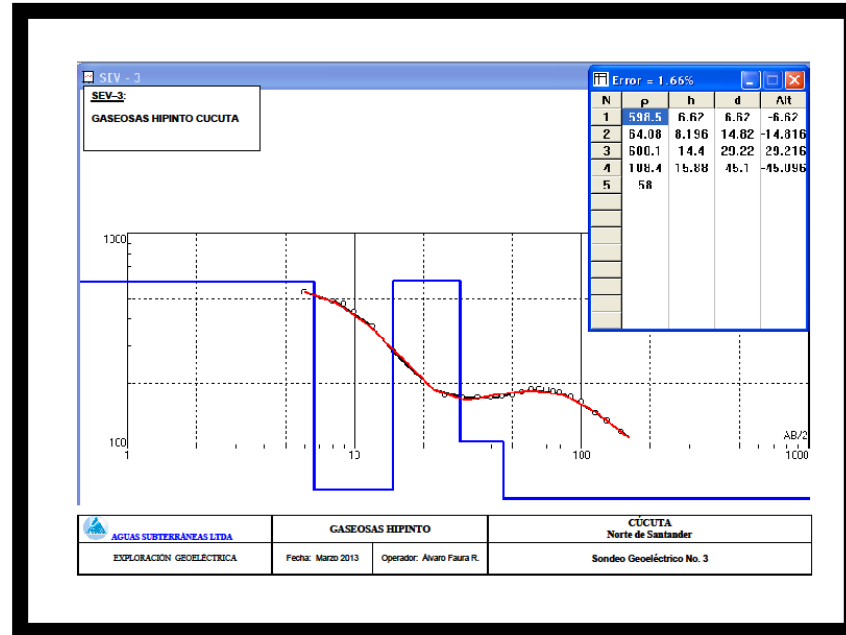 SEV - 3
SEV–3:
GASEOSAS HIPINTO CUCUTA
Error = 1.66%
N ρ h d Alt
1 598.5 6.62 6.62 -6.62
2 64.08 8.196 14.82 -14.816
3 600.1 14.4 29.22 29.216
4 108.4 15.88 45.1 -45.096
5 58
1000
100
1 10 100 1000
AB/2
AGUAS SUBTERRÁNEAS LTDA
GASEOSAS HIPINTO
CÚCUTA
Norte de Santander
EXPLORACIÓN GEOELÉCTRICA
Fecha: Marzo 2013
Operador: Álvaro Faura R.
Sondeo Geoeléctrico No. 3